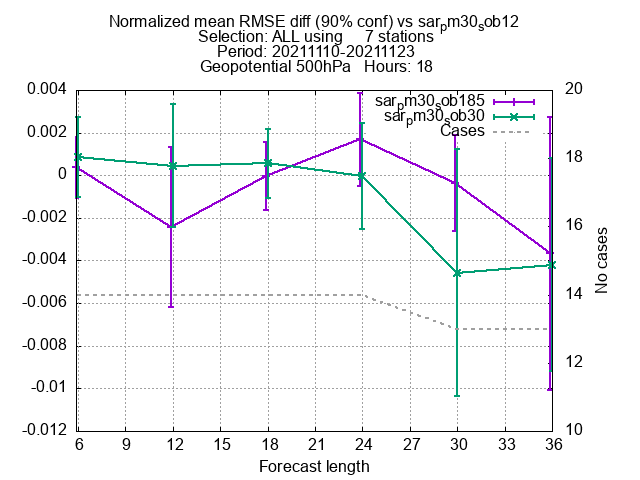 Normalized mean RMSE diff (90% conf) vs sarpm30sob12
Selection: ALL using 7 stations
Period: 20211110-20211123
Geopotential 500hPa Hours: 18
sarpm30sob185
sarpm30sob30
Cases
0.004
0.002
0
-0.002
-0.004
-0.006
-0.008
-0.01
-0.012
20
18
16
14
12
10
No cases
6 9 12 15 18 21 24 27 30 33 36
Forecast length